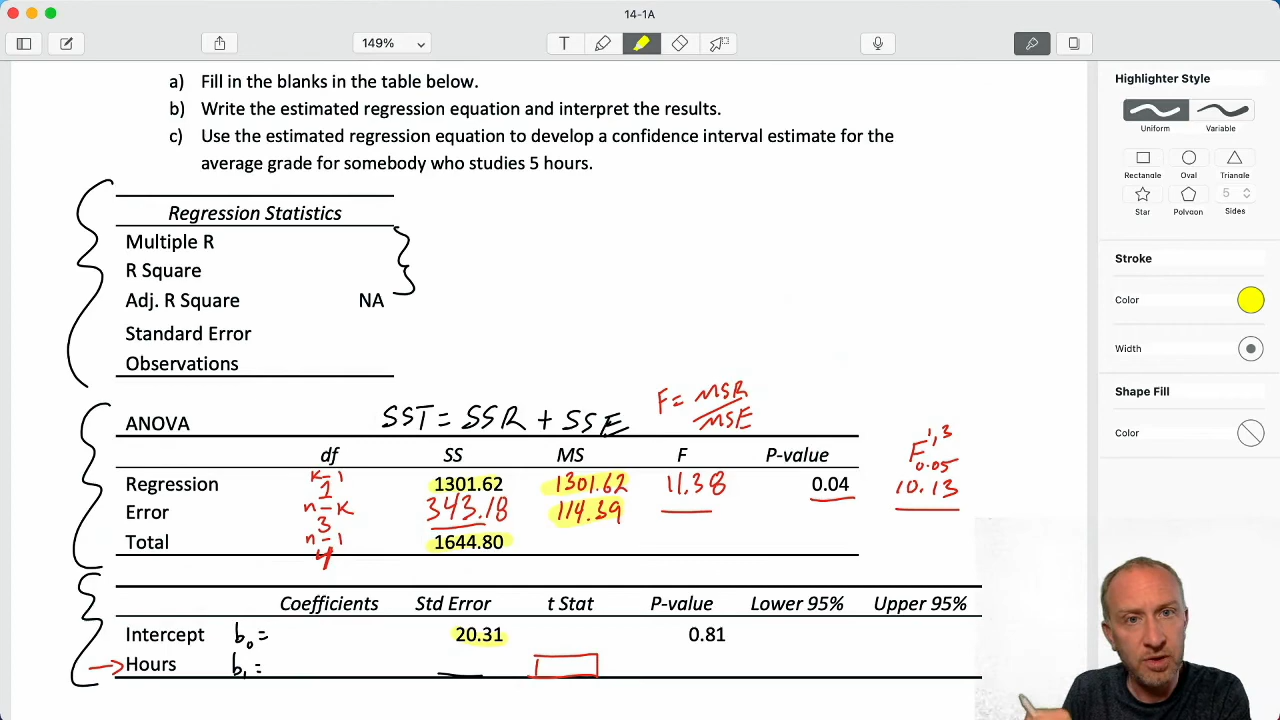 14-1A
149%
T
Highlighter Style
Uniform
Variable
Rectangle
Oval
Triangle
Star
Polygon
5
Sides
Stroke
Color
Width
Shape Fill
Color
a) Fill in the blanks in the table below.
b) Write the estimated regression equation and interpret the results.
c) Use the estimated regression equation to develop a confidence interval estimate for the
average grade for somebody who studies 5 hours.
Regression Statistics
Multiple R
R Square
Adj. R Square NA
Standard Error
Observations
ANOVA SST = SSR + SSE F = MSR/MSE
df SS MS F P-value F 1,3 0.05
Regression K-1 1 1301.62 1301.62 11.38 0.04 10.13
Error n-K 3 343.18 114.39
Total n-1 4 1644.80
Coefficients Std Error t Stat P-value Lower 95% Upper 95%
Intercept b0 = 20.31 0.81
Hours b1 =